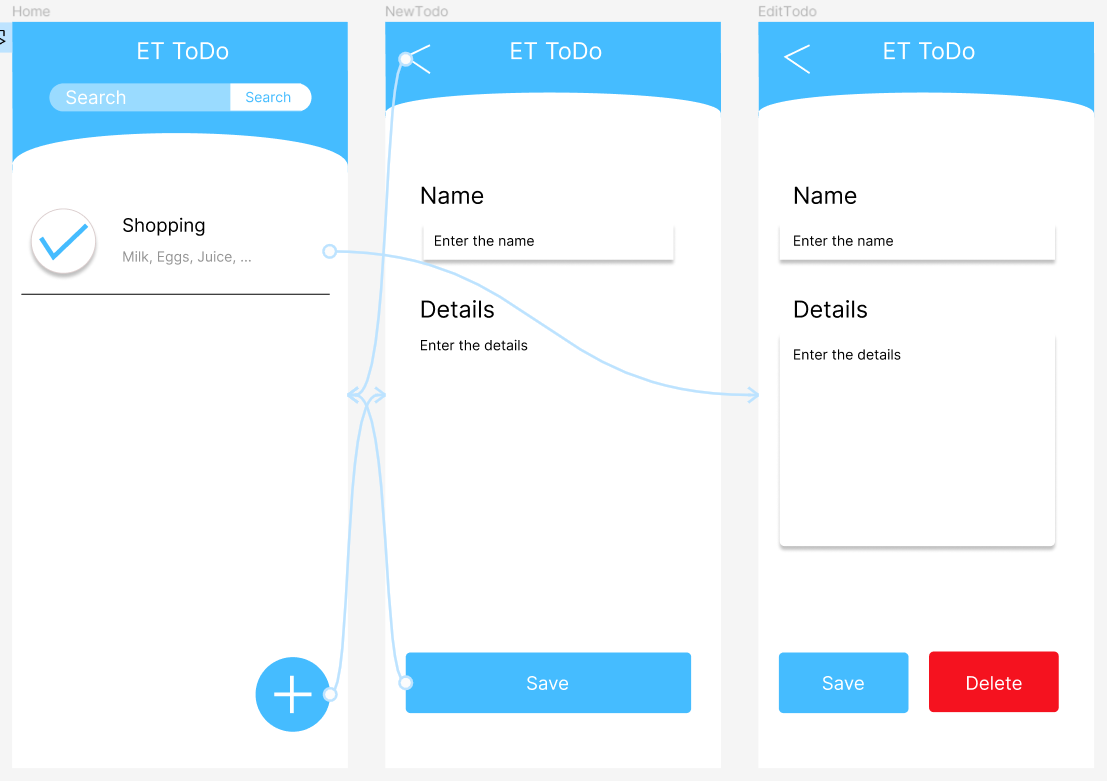 Home
ET ToDo
Search
Search
Shopping
Milk, Eggs, Juice, ...
NewTodo
ET ToDo
Name
Enter the name
Details
Enter the details
Save
EditTodo
ET ToDo
Name
Enter the name
Details
Enter the details
Save
Delete